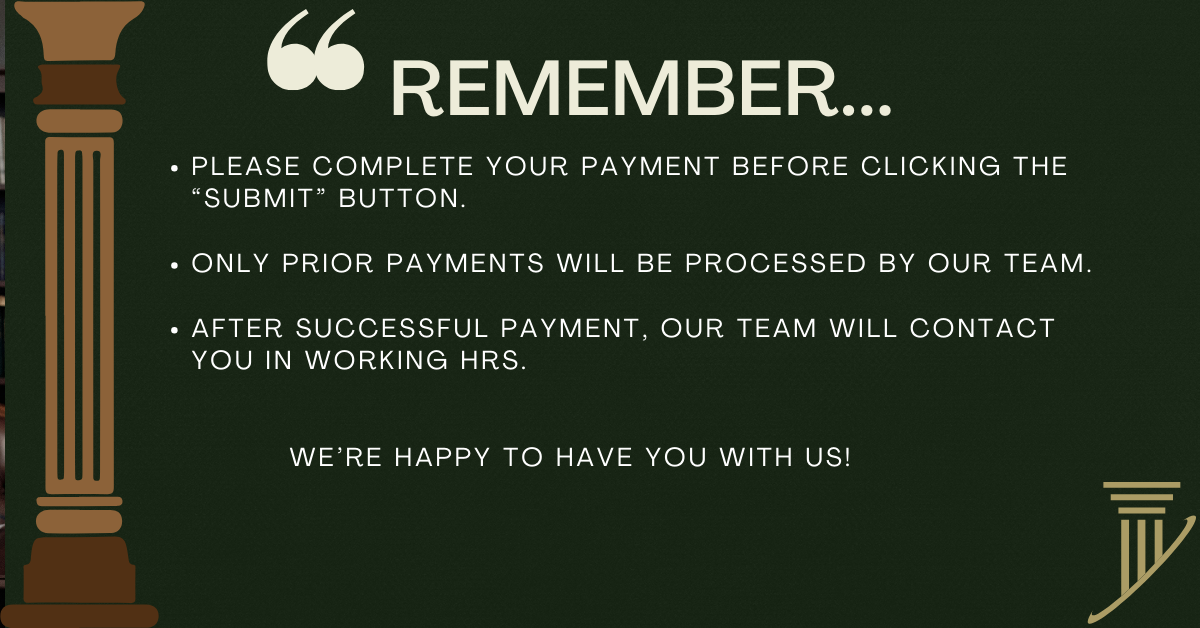 REMEMBER...
• PLEASE COMPLETE YOUR PAYMENT BEFORE CLICKING THE
“SUBMIT” BUTTON.
• ONLY PRIOR PAYMENTS WILL BE PROCESSED BY OUR TEAM.
• AFTER SUCCESSFUL PAYMENT, OUR TEAM WILL CONTACT
YOU IN WORKING HRS.
WE’RE HAPPY TO HAVE YOU WITH US!